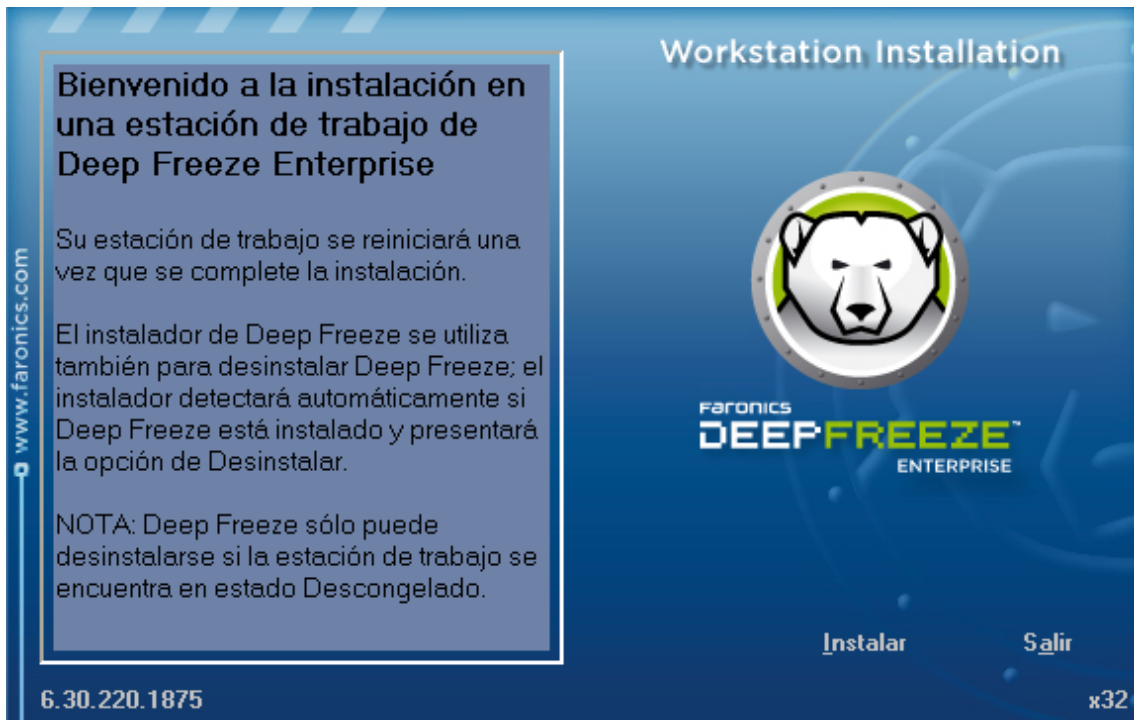 Workstation Installation
Bienvenido a la instalación en
una estación de trabajo de
Deep Freeze Enterprise
Su estación de trabajo se reiniciará una
vez que se complete la instalación.
El instalador de Deep Freeze se utiliza
también para desinstalar Deep Freeze; el
instalador detectará automáticamente si
Deep Freeze está instalado y presentará
la opción de Desinstalar.
NOTA: Deep Freeze sólo puede
desinstalarse si la estación de trabajo se
encuentra en estado Descongelado.
www.faronics.com
FARONICS
DEEPFREEZE™
ENTERPRISE
Instalar
Salir
6.30.220.1875
x32